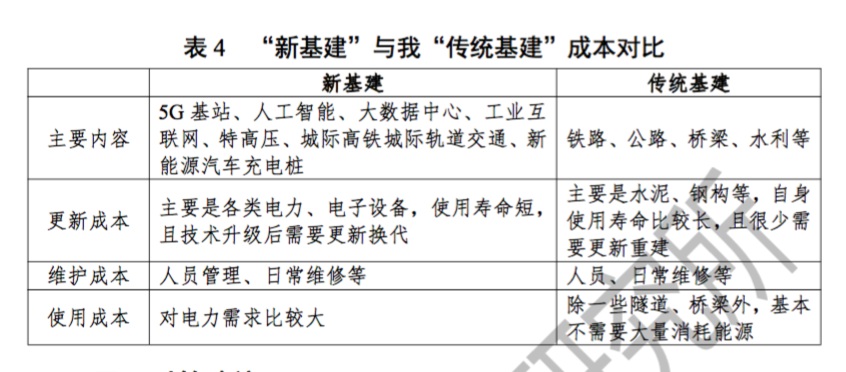 表 4 “新基建”与我“传统基建”成本对比
新基建 传统基建
主要内容
5G 基站、人工智能、大数据中心、工业互
联网、特高压、城际高铁城际轨道交通、新
能源汽车充电桩
铁路、公路、桥梁、水利等
更新成本
主要是各类电力、电子设备，使用寿命短，
且技术升级后需要更新换代
主要是水泥、钢构等，自身
使用寿命比较长，且很少需
要更新重建
维护成本
人员管理、日常维修等
人员、日常维修等
使用成本
对电力需求比较大
除一些隧道、桥梁外，基本
不需要大量消耗能源
研究所